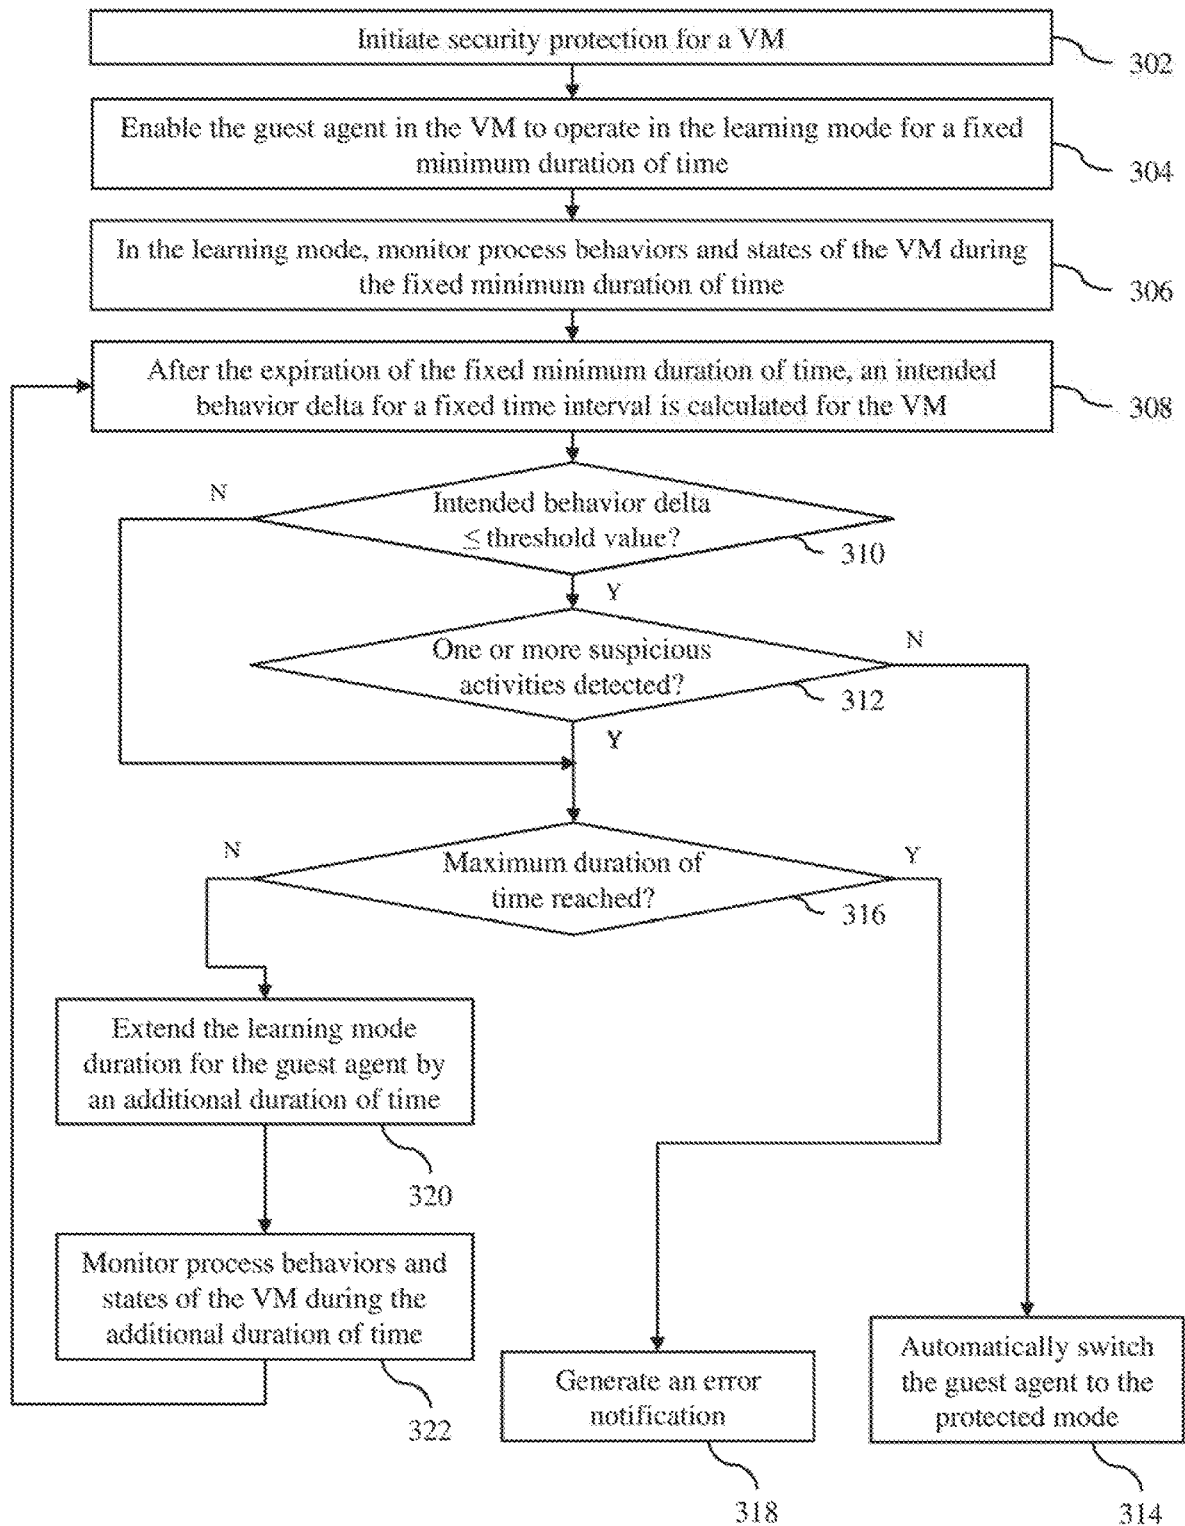 Initiate security protection for a VM
302
Enable the guest agent in the VM to operate in the learning mode for a fixed
minimum duration of time
304
In the learning mode, monitor process behaviors and states of the VM during
the fixed minimum duration of time
306
After the expiration of the fixed minimum duration of time, an intended
behavior delta for a fixed time interval is calculated for the VM
308
N
Intended behavior delta
≤ threshold value?
310
Y
One or more suspicious
activities detected?
N
312
Y
N
Maximum duration of
time reached?
Y
316
Extend the learning mode
duration for the guest agent by
an additional duration of time
320
Monitor process behaviors and
states of the VM during the
additional duration of time
322
Generate an error
notification
318
Automatically switch
the guest agent to the
protected mode
314